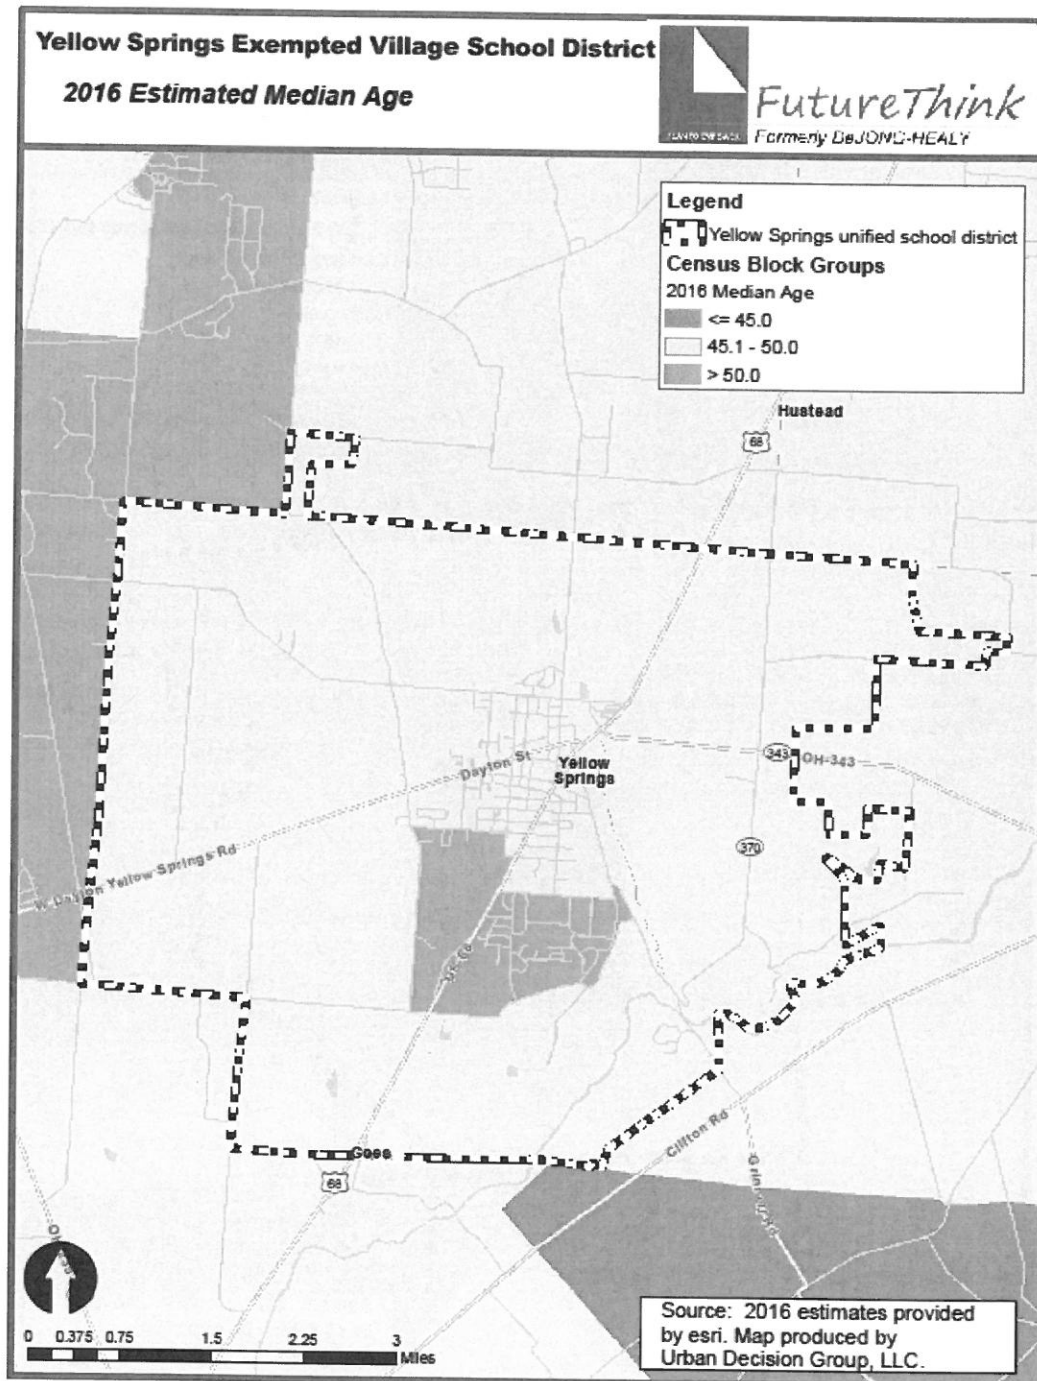 Yellow Springs Exempted Village School District
2016 Estimated Median Age
FutureThink
Formerly DeJONG-HEALY
Legend
Yellow Springs unified school district
Census Block Groups
2016 Median Age
<= 45.0
45.1 - 50.0
> 50.0
Hustead
68
343
OH-343
Dayton St
Yellow
Springs
370
W Dayton Yellow Springs Rd
US-68
Clifton Rd
Goes
68
0 0.375 0.75 1.5 2.25 3
Miles
Source: 2016 estimates provided
by esri. Map produced by
Urban Decision Group, LLC.